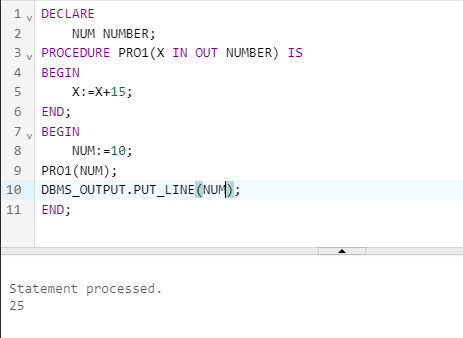 1 DECLARE
2 NUM NUMBER;
3 PROCEDURE PRO1(X IN OUT NUMBER) IS
4 BEGIN
5 X:=X+15;
6 END;
7 BEGIN
8 NUM:=10;
9 PRO1(NUM);
10 DBMS_OUTPUT.PUT_LINE(NUM);
11 END;
Statement processed.
25